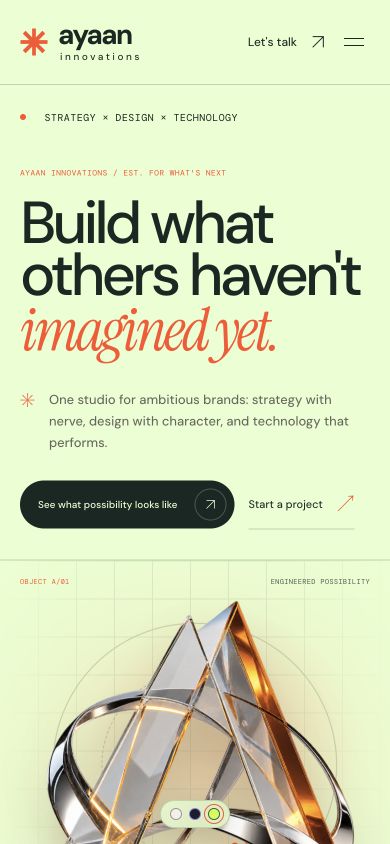 ayaan
innovations
Let's talk
STRATEGY × DESIGN × TECHNOLOGY
AYAAN INNOVATIONS / EST. FOR WHAT'S NEXT
Build what
others haven't
imagined yet.
One studio for ambitious brands: strategy with
nerve, design with character, and technology that
performs.
See what possibility looks like
Start a project
OBJECT A/01
ENGINEERED POSSIBILITY